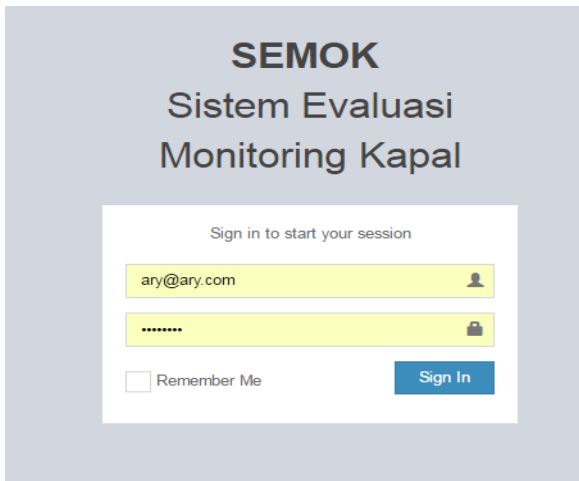 SEMOK
Sistem Evaluasi
Monitoring Kapal
Sign in to start your session
ary@ary.com
••••••••
Remember Me
Sign In